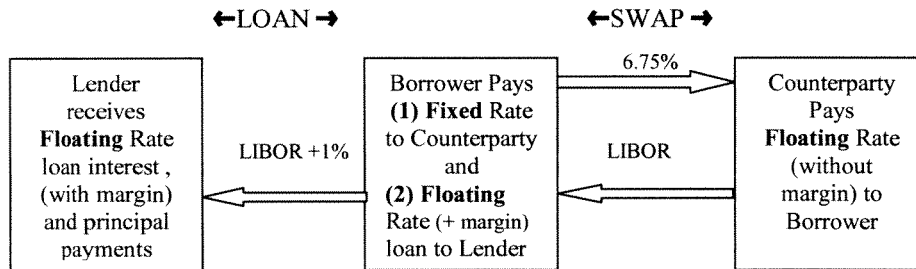 ←LOAN→
←SWAP→
Lender
receives
Floating Rate
loan interest ,
(with margin)
and principal
payments
LIBOR +1%
Borrower Pays
(1) Fixed Rate
to Counterparty
and
(2) Floating
Rate (+ margin)
loan to Lender
6.75%
LIBOR
Counterparty
Pays
Floating Rate
(without
margin) to
Borrower